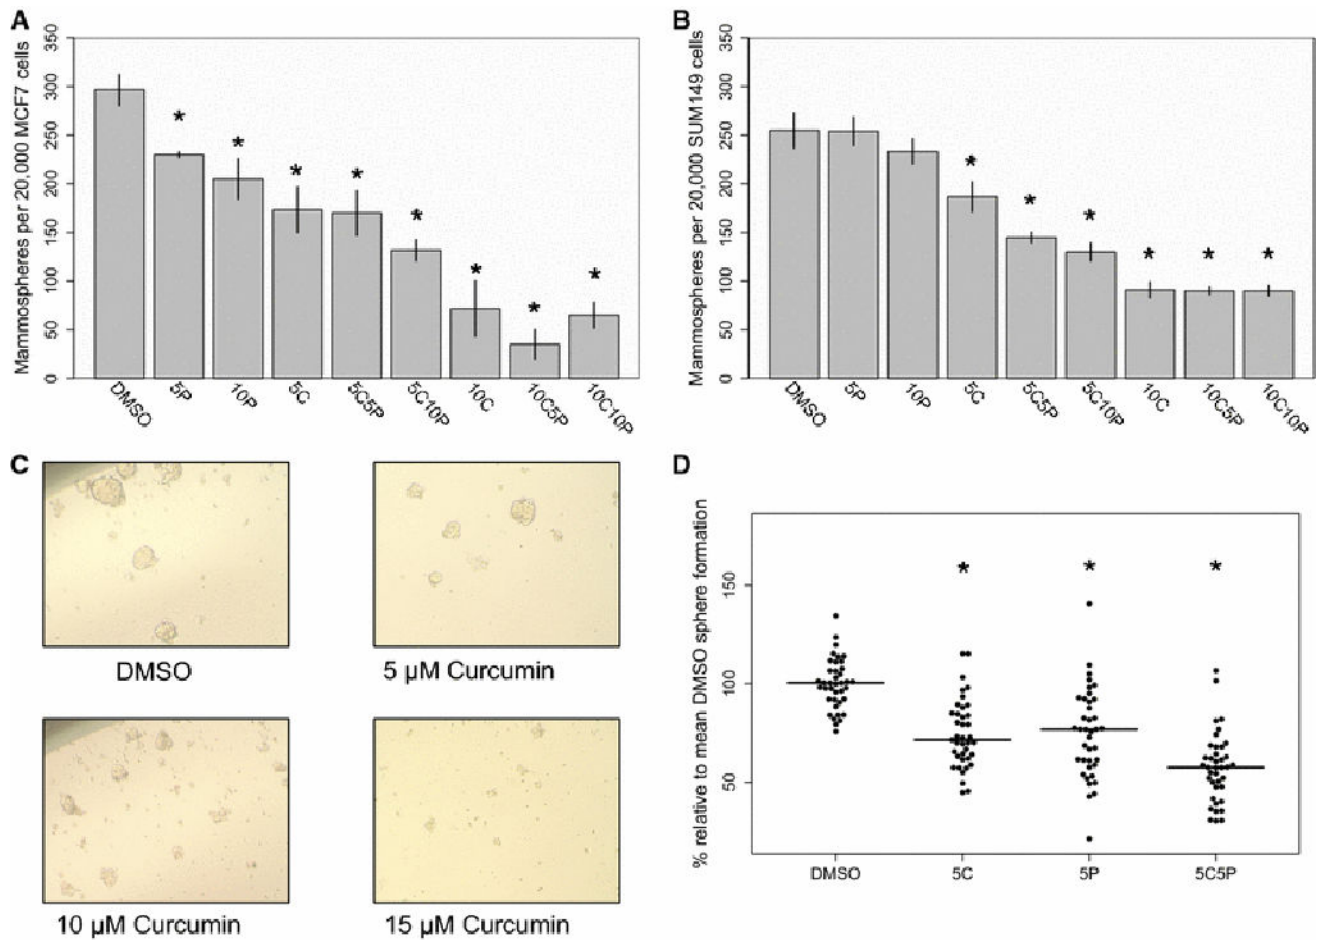 A
Mammospheres per 20,000 MCF7 cells
350
300
250
200
150
100
50
0
*
*
*
*
*
*
*
*
DMSO
5P
10P
5C
5C5P
5C10P
10C
10C5P
10C10P
B
Mammospheres per 20,000 SUM149 cells
350
300
250
200
150
100
50
0
*
*
*
*
*
*
DMSO
5P
10P
5C
5C5P
5C10P
10C
10C5P
10C10P
C
DMSO
5 µM Curcumin
10 µM Curcumin
15 µM Curcumin
D
% relative to mean DMSO sphere formation
150
100
50
*
*
*
DMSO
5C
5P
5C5P